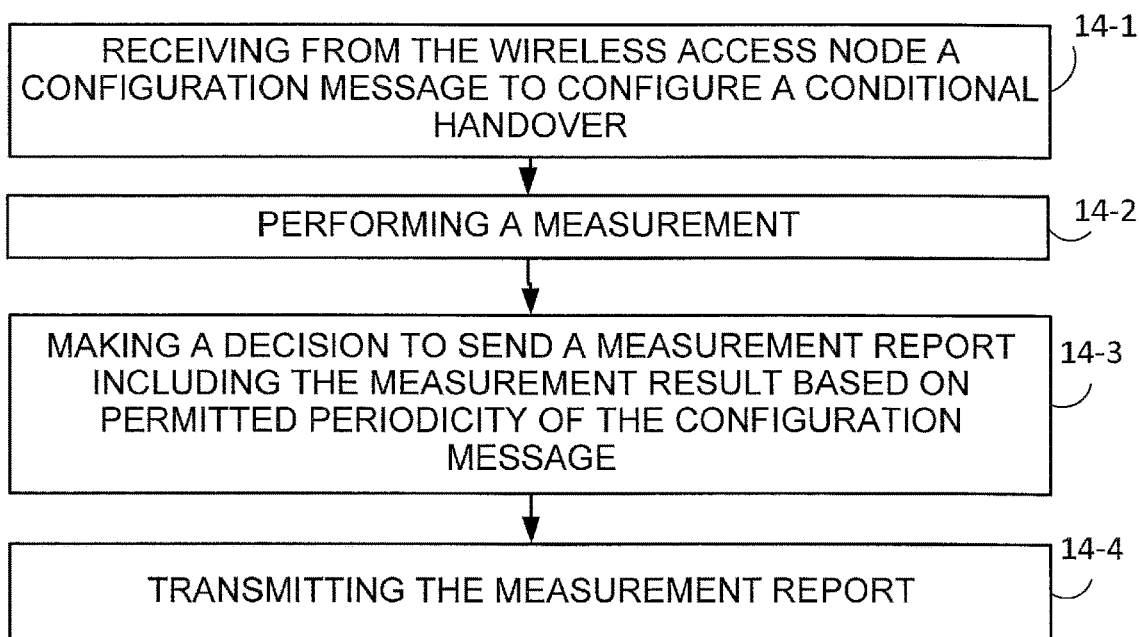 14-1
RECEIVING FROM THE WIRELESS ACCESS NODE A
CONFIGURATION MESSAGE TO CONFIGURE A CONDITIONAL
HANDOVER
14-2
PERFORMING A MEASUREMENT
14-3
MAKING A DECISION TO SEND A MEASUREMENT REPORT
INCLUDING THE MEASUREMENT RESULT BASED ON
PERMITTED PERIODICITY OF THE CONFIGURATION
MESSAGE
14-4
TRANSMITTING THE MEASUREMENT REPORT